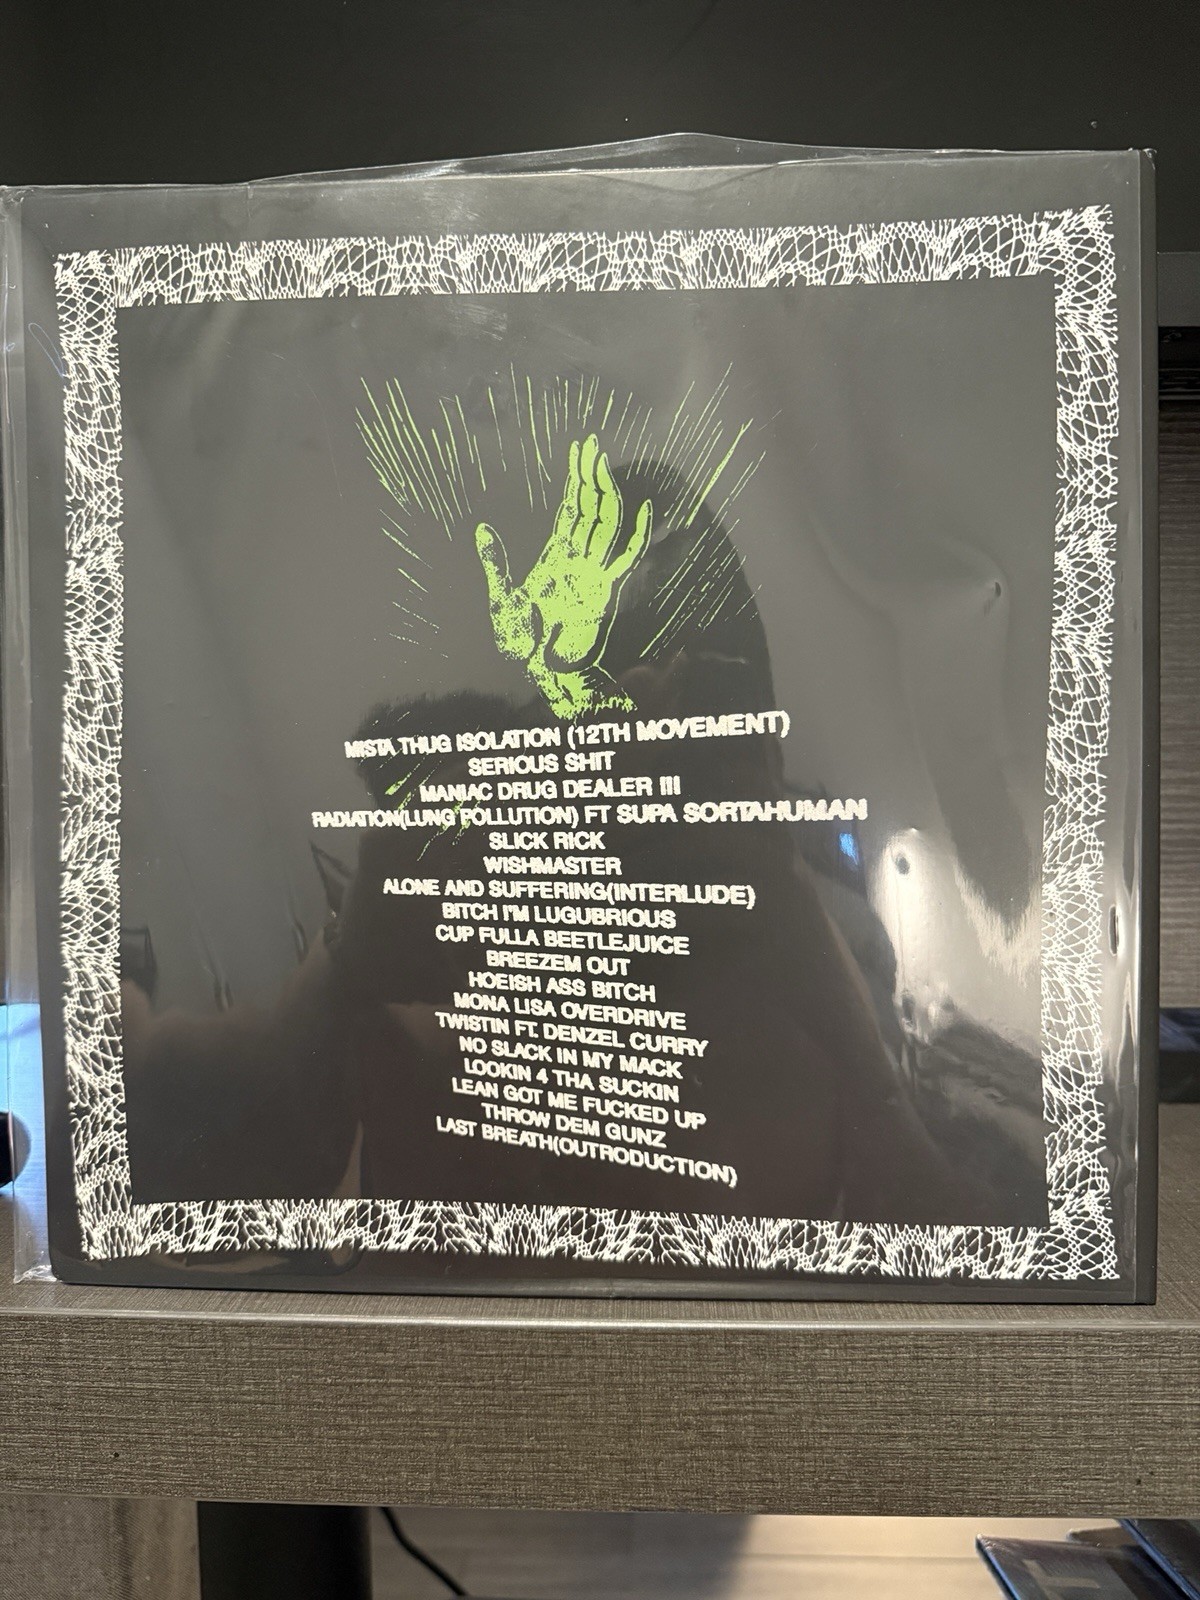 MISTA THUG ISOLATION (12TH MOVEMENT)
SERIOUS SHIT
MANIAC DRUG DEALER III
RADIATION(LUNG POLLUTION) FT SUPA SORTAHUMAN
SLICK RICK
WISHMASTER
ALONE AND SUFFERING(INTERLUDE)
BITCH I'M LUGUBRIOUS
CUP FULLA BEETLEJUICE
BREEZEM OUT
HOEISH ASS BITCH
MONA LISA OVERDRIVE
TWISTIN FT. DENZEL CURRY
NO SLACK IN MY MACK
LOOKIN 4 THA SUCKIN
LEAN GOT ME FUCKED UP
THROW DEM GUNZ
LAST BREATH(OUTRODUCTION)